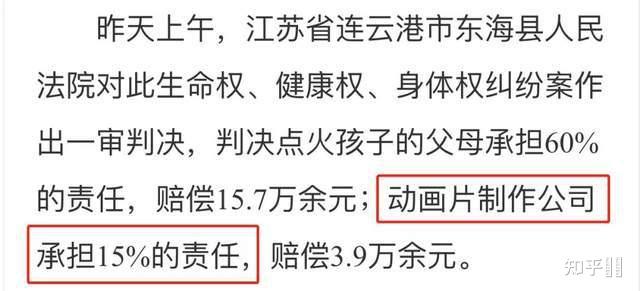 昨天上午，江苏省连云港市东海县人民
法院对此生命权、健康权、身体权纠纷案作
出一审判决，判决点火孩子的父母承担60%
的责任，赔偿15.7万余元；动画片制作公司
承担15%的责任，赔偿3.9万余元。
知乎